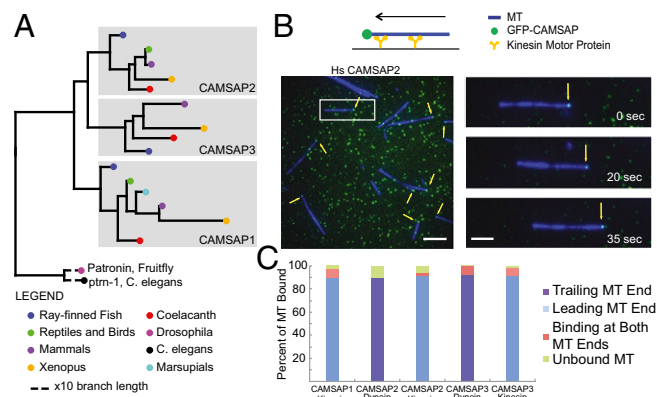 A
CAMSAP2
CAMSAP3
CAMSAP1
Patronin, Fruitfly
ptrn-1, C. elegans
LEGEND
Ray-finned Fish
Reptiles and Birds
Mammals
Xenopus
x10 branch length
Coelacanth
Drosophila
C. elegans
Marsupials
B
MT
GFP-CAMSAP
Kinesin Motor Protein
Hs CAMSAP2
0 sec
20 sec
35 sec
C
Percent of MT Bound
100
80
60
40
20
CAMSAP1 CAMSAP2 CAMSAP2 CAMSAP3 CAMSAP3
Kinesin Dynein Kinesin Dynein Kinesin
Trailing MT End
Leading MT End
Binding at Both
MT Ends
Unbound MT